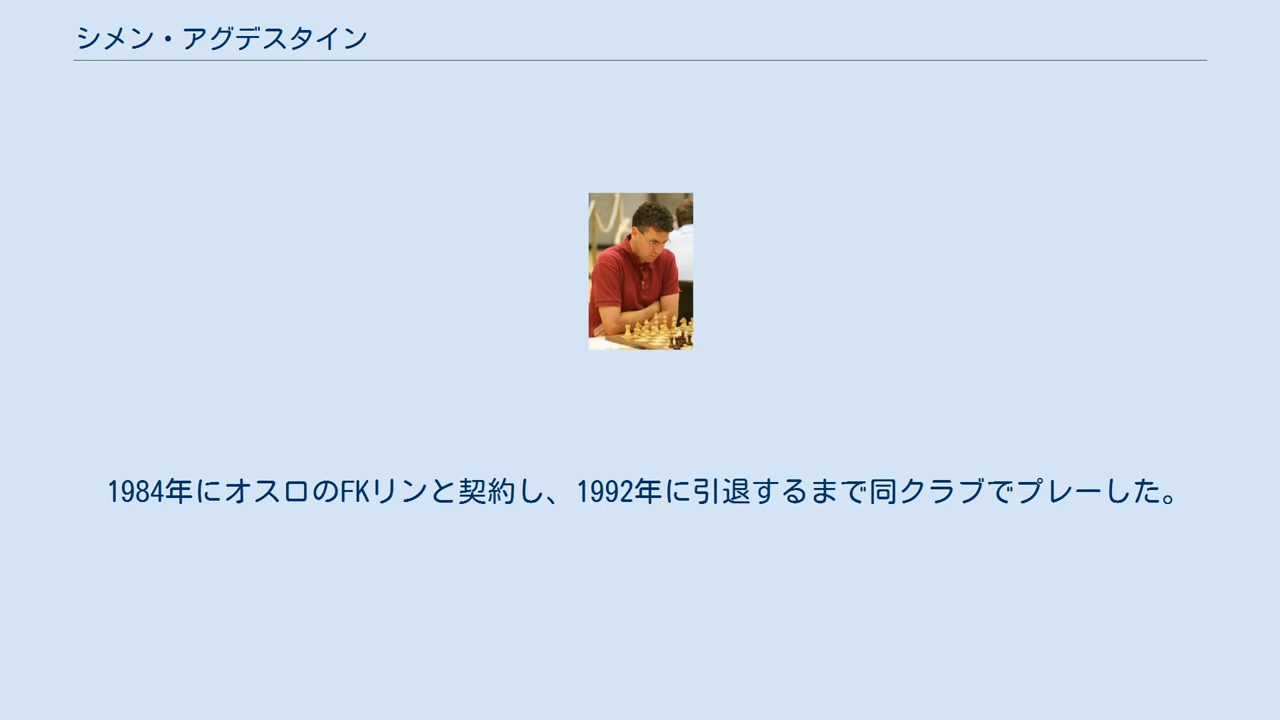 シメン・アグデスタイン
1984年にオスロのFKリンと契約し、1992年に引退するまで同クラブでプレーした。